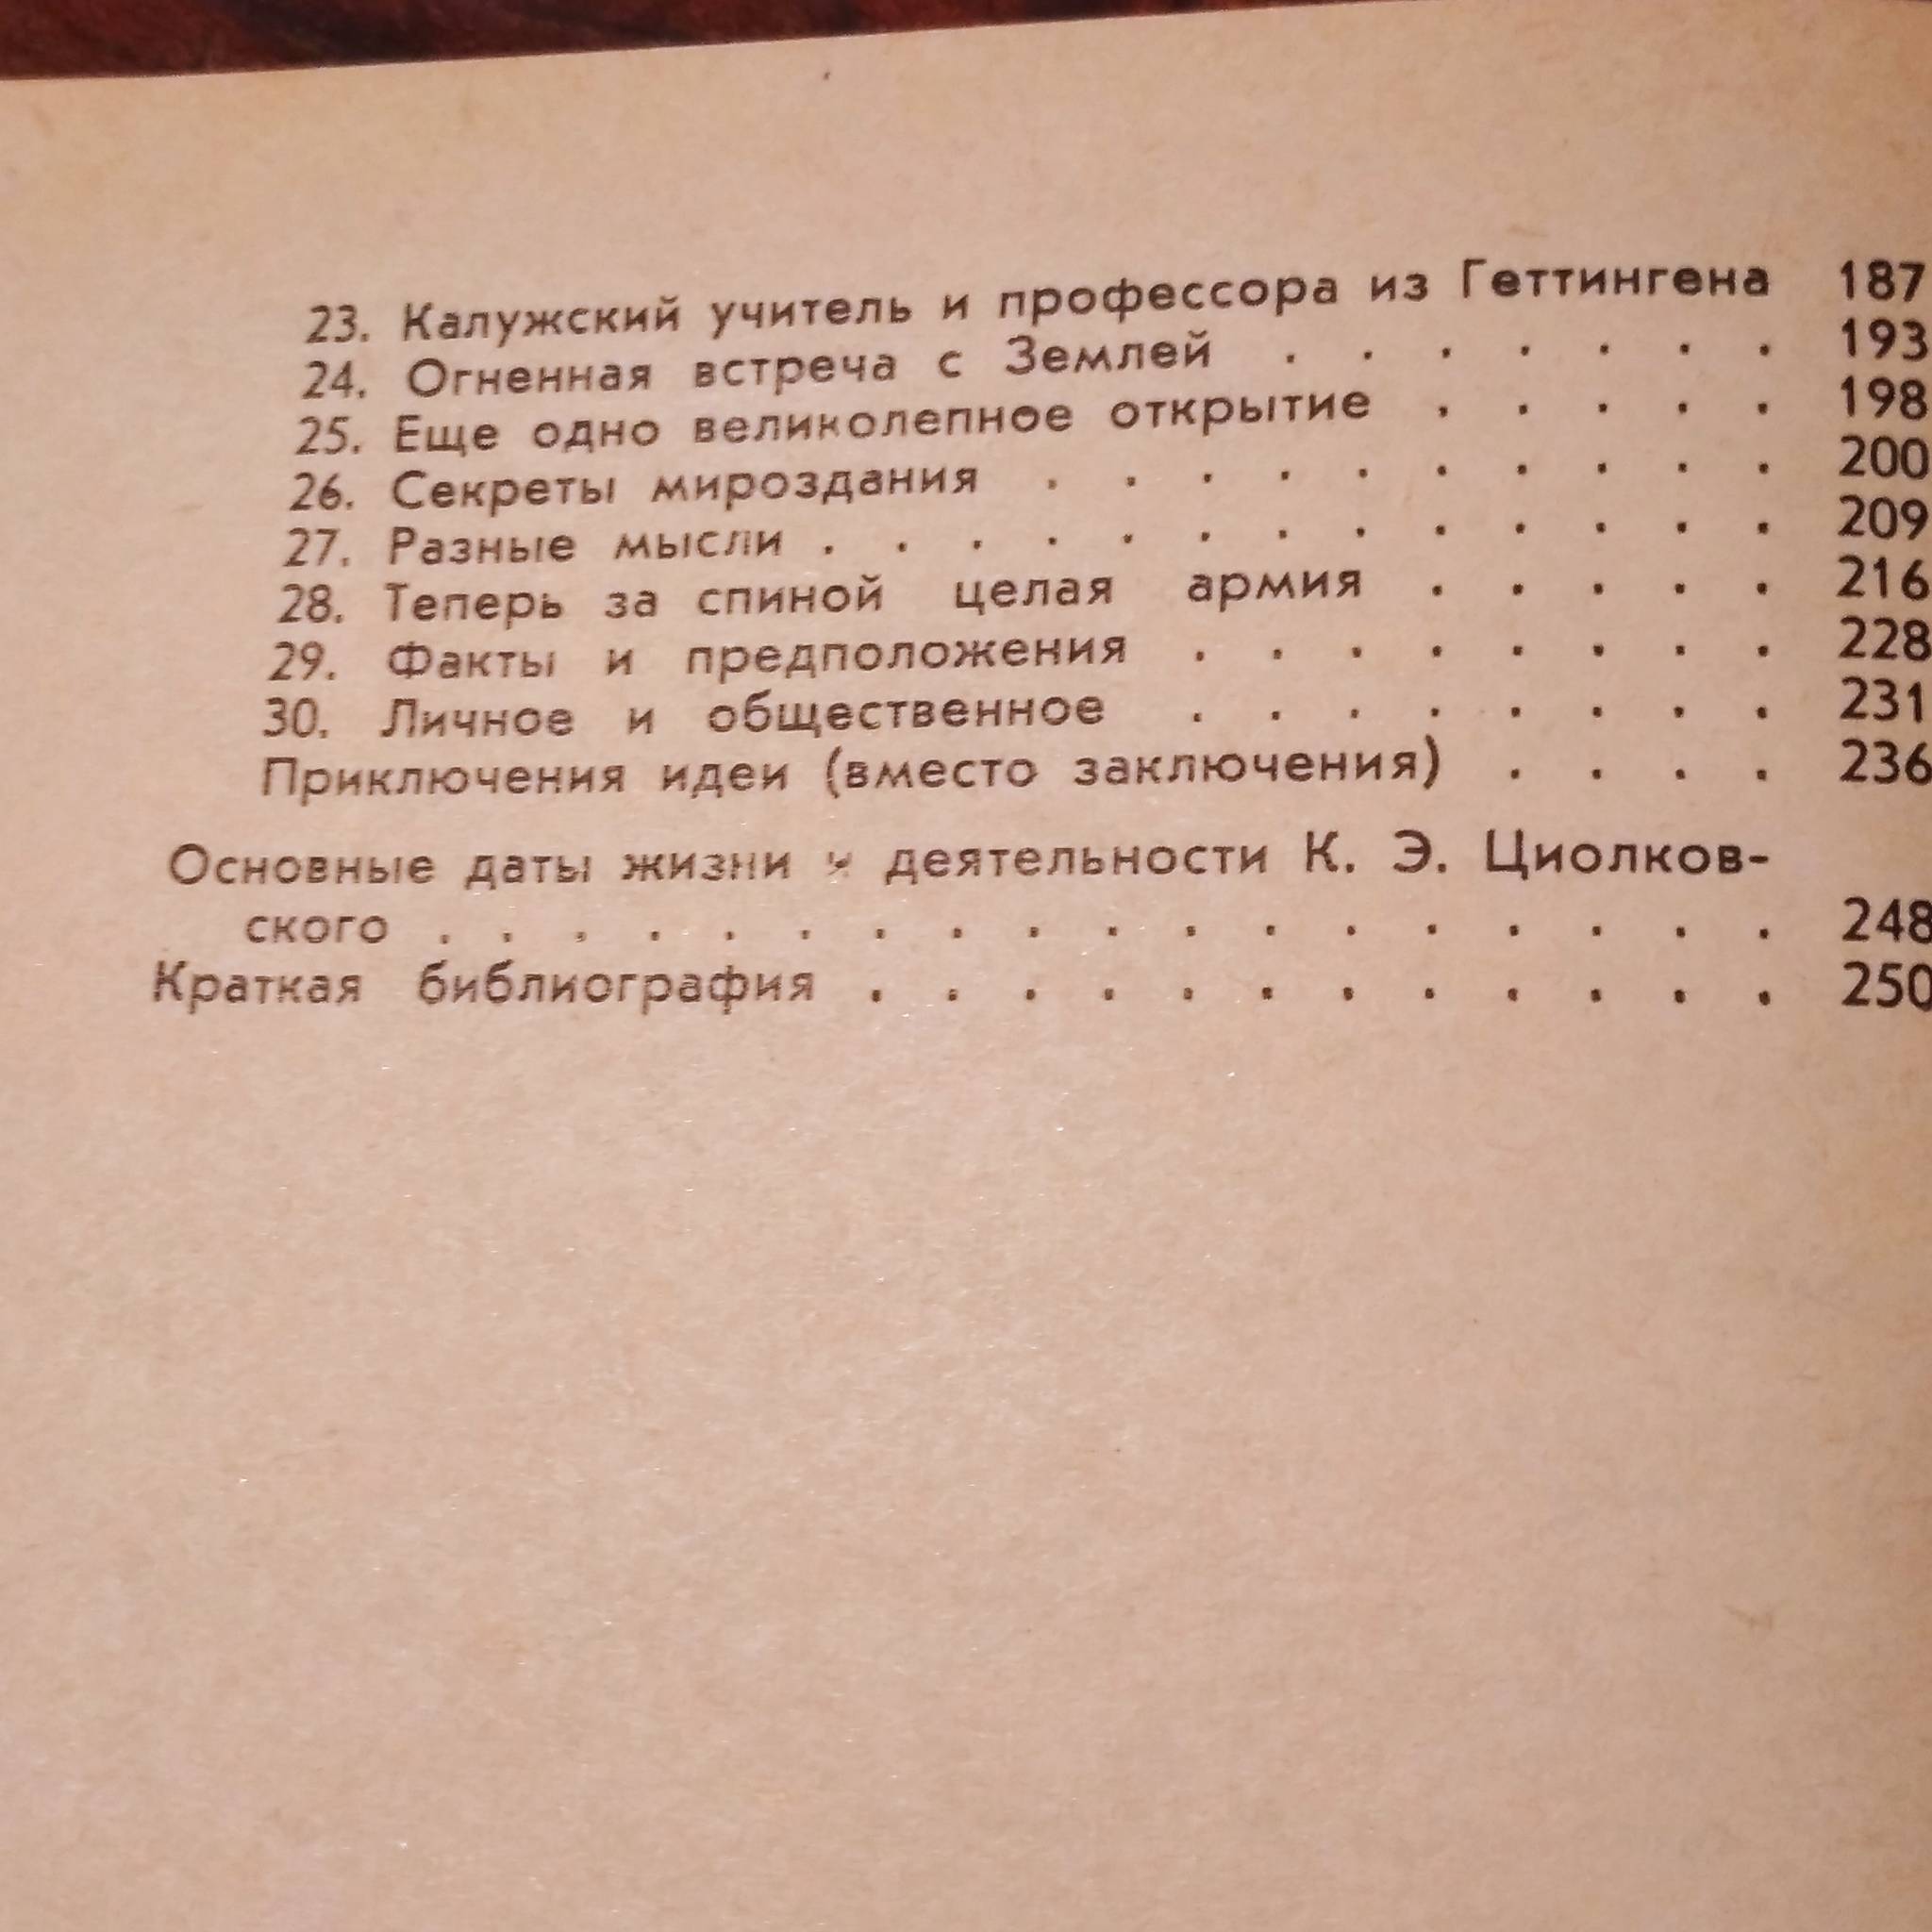 23. Калужский учитель и профессора из Геттингена 187
24. Огненная встреча с Землей . . . . . . . 193
25. Еще одно великолепное открытие . . . . . 198
26. Секреты мироздания . . . . . . . . . . 200
27. Разные мысли . . . . . . . . . . . . . 209
28. Теперь за спиной целая армия . . . . . 216
29. Факты и предположения . . . . . . . . 228
30. Личное и общественное . . . . . . . . 231
Приключения идеи (вместо заключения) . . . . 236
Основные даты жизни и деятельности К. Э. Циолков-
ского . . . . . . . . . . . . . . . . . . 248
Краткая библиография . . . . . . . . . . . . 250